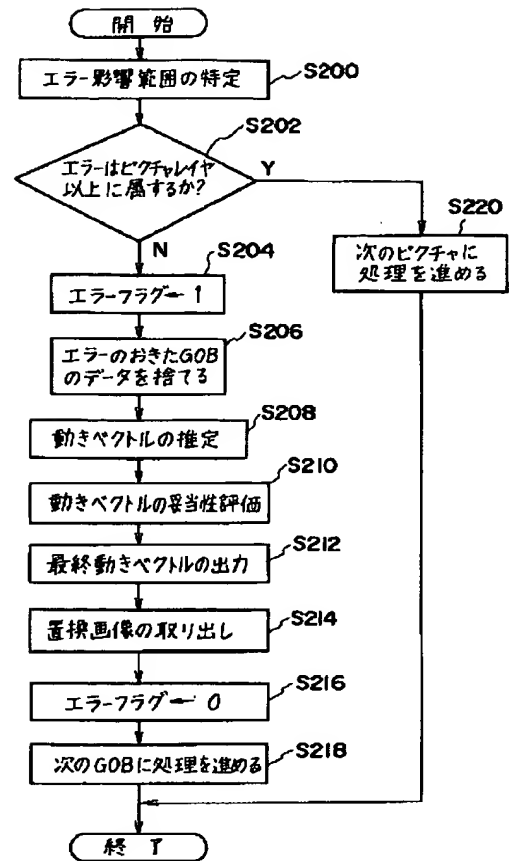 開始
エラー影響範囲の特定
S200
S202
エラーはピクチャレイヤ
以上に属するか?
Y
N
S220
次のピクチャに
処理を進める
S204
エラーフラグ← 1
S206
エラーのおきたGOB
のデータを捨てる
S208
動きベクトルの推定
S210
動きベクトルの妥当性評価
S212
最終動きベクトルの出力
S214
置換画像の取り出し
S216
エラーフラグ← 0
S218
次のGOBに処理を進める
終了